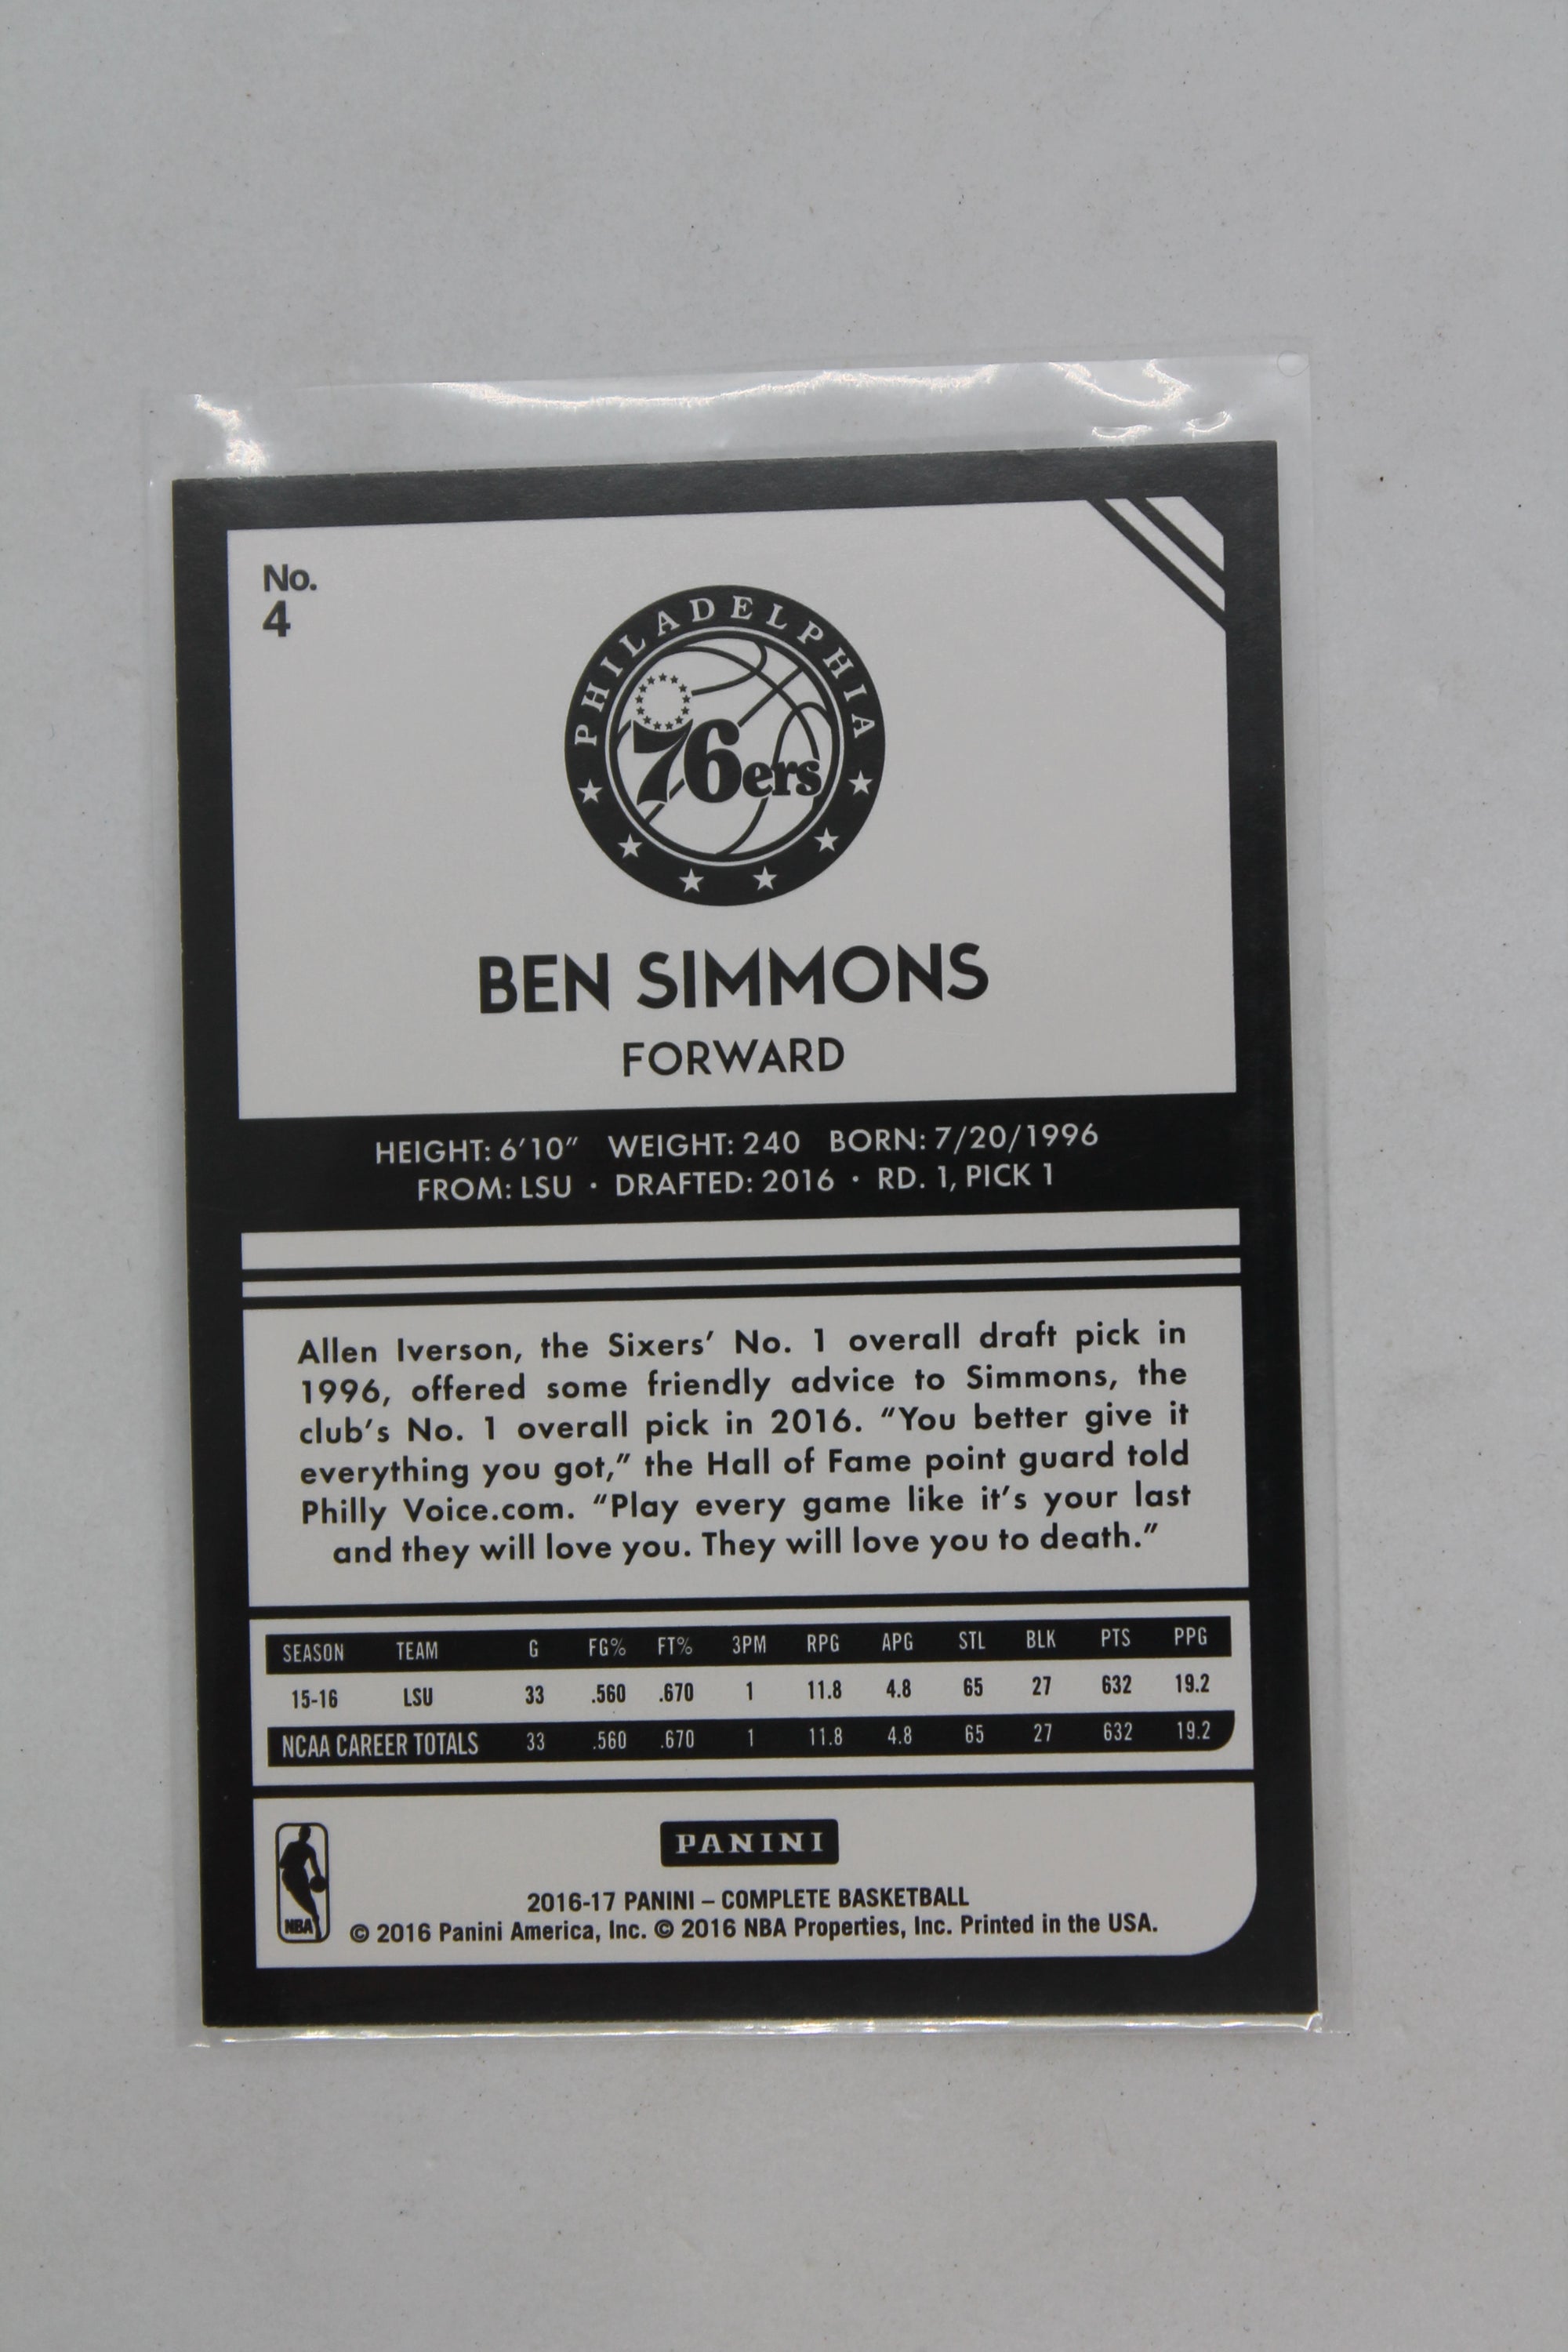 No.
4
PHILADELPHIA
76ers
BEN SIMMONS
FORWARD
HEIGHT: 6'10" WEIGHT: 240 BORN: 7/20/1996
FROM: LSU • DRAFTED: 2016 • RD. 1, PICK 1
Allen Iverson, the Sixers' No. 1 overall draft pick in
1996, offered some friendly advice to Simmons, the
club's No. 1 overall pick in 2016. "You better give it
everything you got," the Hall of Fame point guard told
Philly Voice.com. "Play every game like it's your last
and they will love you. They will love you to death."
SEASON TEAM G FG% FT% 3PM RPG APG STL BLK PTS PPG
15-16 LSU 33 .560 .670 1 11.8 4.8 65 27 632 19.2
NCAA CAREER TOTALS 33 .560 .670 1 11.8 4.8 65 27 632 19.2
PANINI
NBA
2016-17 PANINI – COMPLETE BASKETBALL
© 2016 Panini America, Inc. © 2016 NBA Properties, Inc. Printed in the USA.